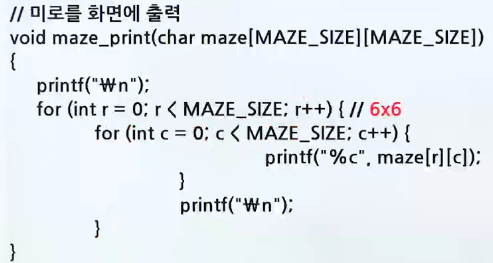 // 미로를 화면에 출력
void maze_print(char maze[MAZE_SIZE][MAZE_SIZE])
{
printf("₩n");
for (int r = 0; r < MAZE_SIZE; r++) { // 6x6
for (int c = 0; c < MAZE_SIZE; c++) {
printf("%c", maze[r][c]);
}
printf("₩n");
}
}